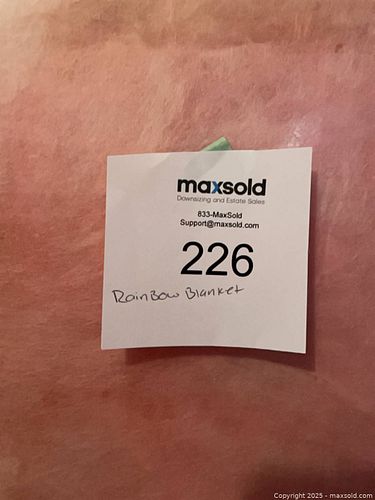 maxsold
Downsizing and Estate Sales
833-MaxSold
Support@maxsold.com
226
RainBow Blanket
Copyright 2025 - maxsold.com